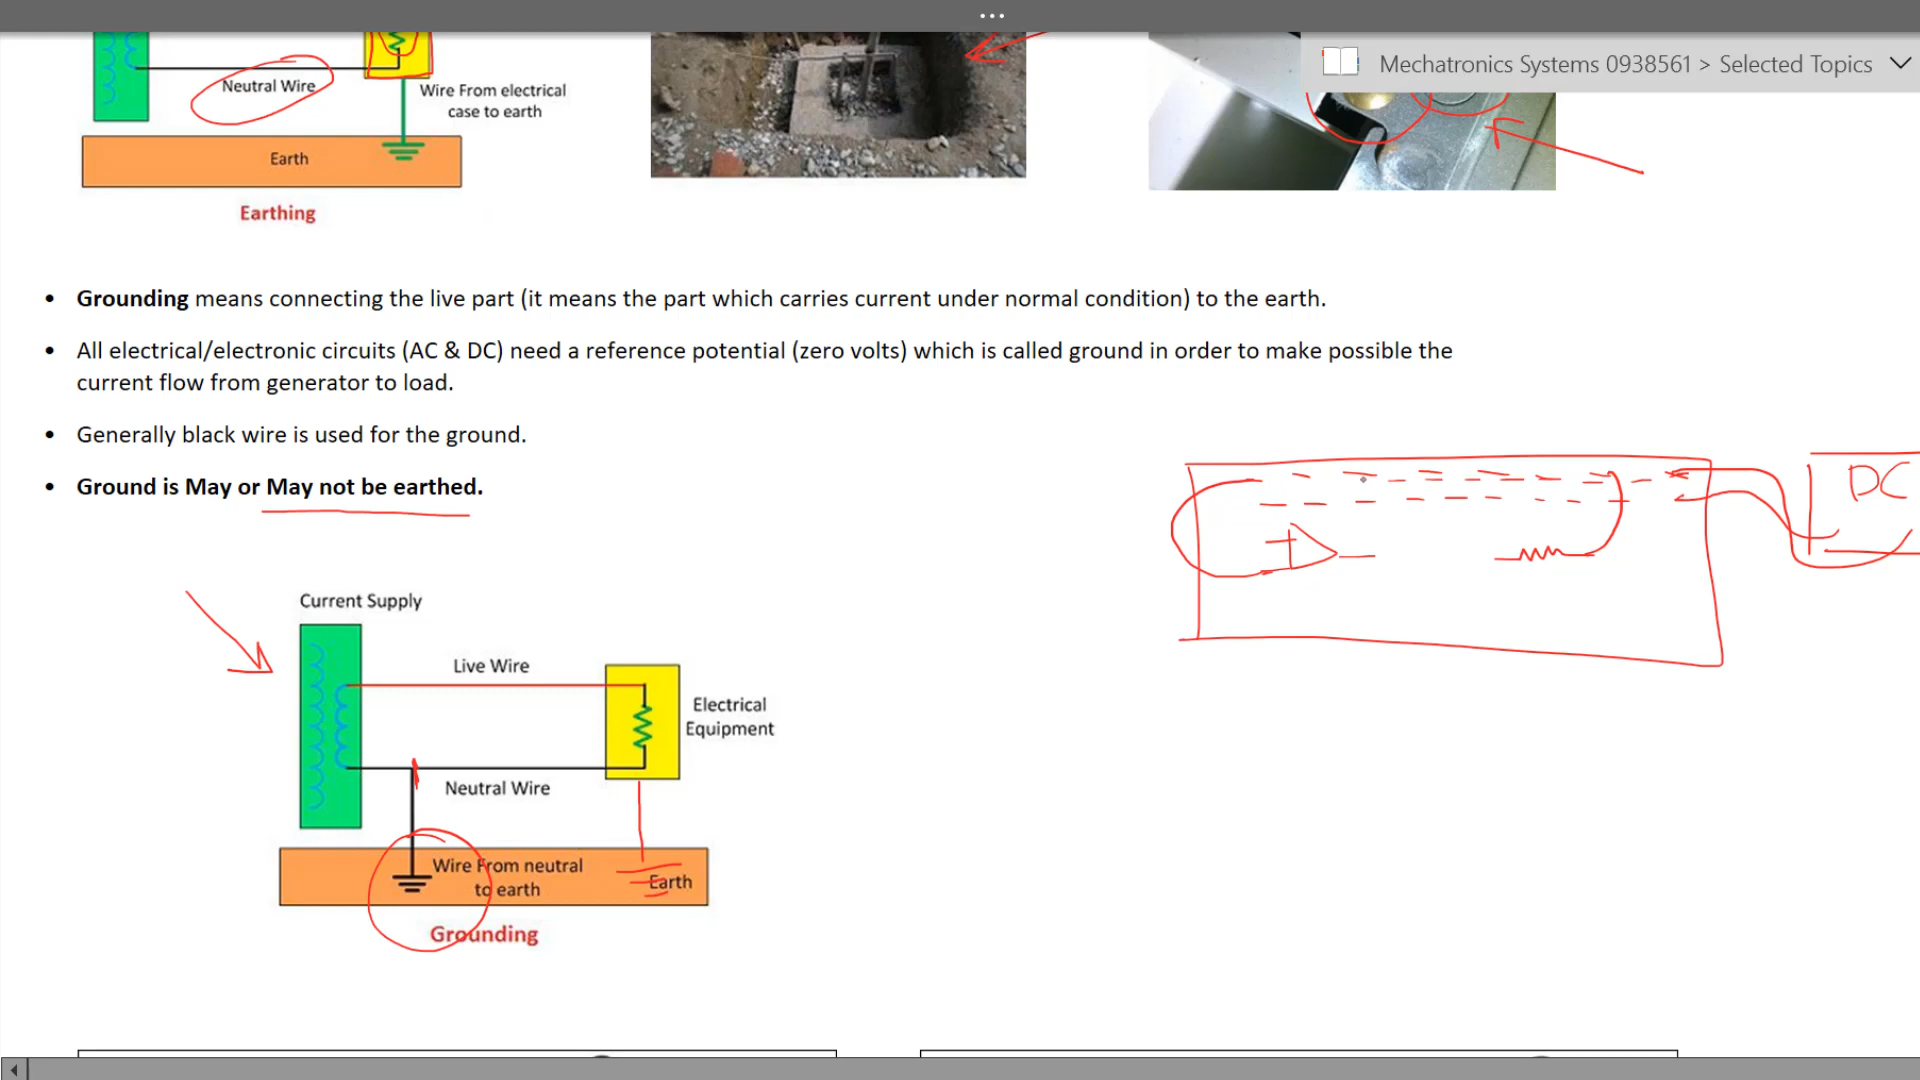 ...
Mechatronics Systems 0938561 > Selected Topics
Neutral Wire
Wire From electrical
case to earth
Earth
Earthing
• Grounding means connecting the live part (it means the part which carries current under normal condition) to the earth.
• All electrical/electronic circuits (AC & DC) need a reference potential (zero volts) which is called ground in order to make possible the
current flow from generator to load.
• Generally black wire is used for the ground.
• Ground is May or May not be earthed.
DC
Current Supply
Live Wire
Electrical
Equipment
Neutral Wire
Wire From neutral
to earth
Earth
Grounding